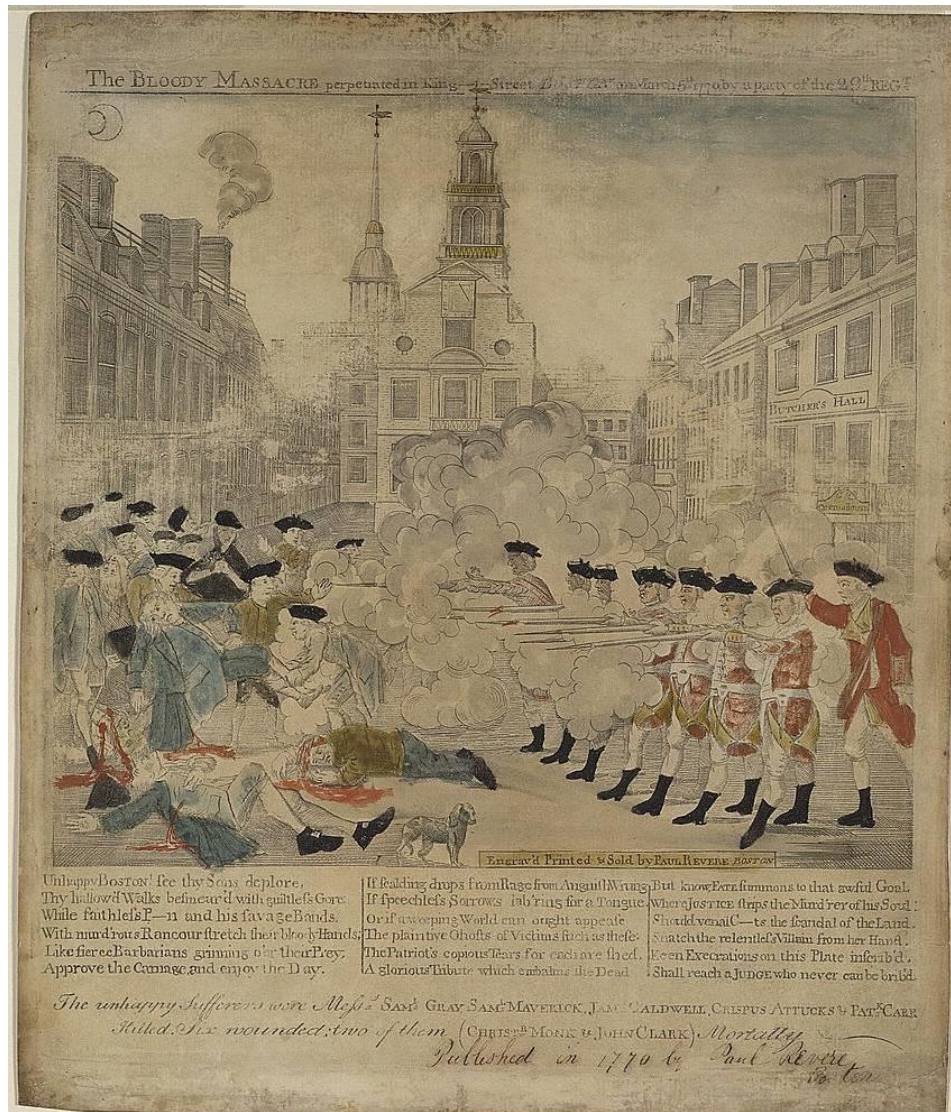 The BLOODY MASSACRE perpetrated in King Street BOSTON on March 5th 1770 by a party of the 29th REGt
BUTCHER'S HALL
Engrav'd Printed & Sold by PAUL REVERE BOSTON
Unhappy BOSTON! ſee thy Sons deplore,
Thy hallow'd Walks beſmear'd with guiltleſs Gore:
While faithleſs P—n and his ſavage Bands,
With murd'rous Rancour ſtretch their bloody Hands;
Like fierce Barbarians grinning o'er their Prey,
Approve the Carnage, and enjoy the Day.
If ſcalding drops from Rage from Anguiſh Wrung,
If ſpeechleſs Sorrows lab'ring for a Tongue,
Or if a weeping World can ought appeaſe
The plaintive Ghoſts of Victims ſuch as theſe:
The Patriot's copious Tears for each are ſhed,
A glorious Tribute which embalms the Dead
But know, FATE ſummons to that awful Goal,
Where JUSTICE ſtrips the Murd'rer of his Soul:
Should venal C—ts the ſcandal of the Land,
Snatch the relentleſs Villain from her Hand,
Keen Execrations on this Plate inſcrib'd,
Shall reach a JUDGE who never can be brib'd.
The unhappy Sufferers were Meſsrs SAML GRAY, SAML MAVERICK, JAMS CALDWELL, CRISPUS ATTUCKS & PATK CARR
Killed. Six wounded; two of them (CHRISTR MONK & JOHN CLARK) Mortally
Published in 1770 by Paul Revere
Boston